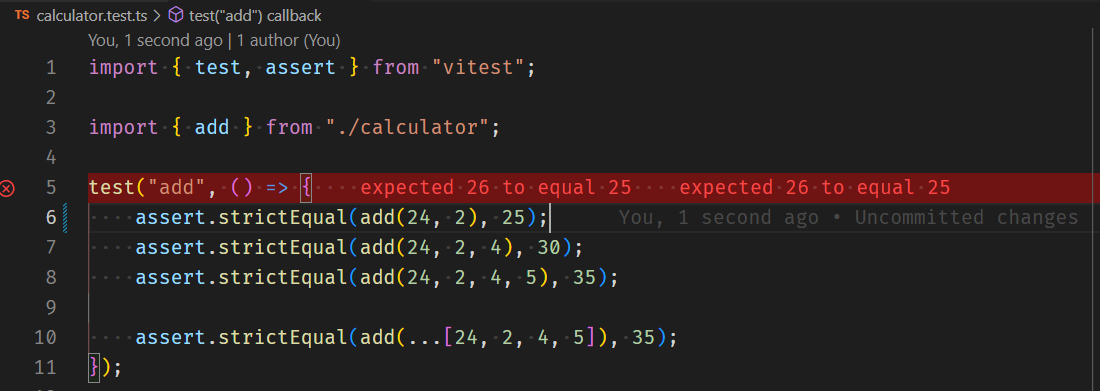 TS calculator.test.ts > test("add") callback
You, 1 second ago | 1 author (You)
1 import { test, assert } from "vitest";
2
3 import { add } from "./calculator";
4
5 test("add", () => { expected 26 to equal 25 expected 26 to equal 25
6 assert.strictEqual(add(24, 2), 25); You, 1 second ago • Uncommitted changes
7 assert.strictEqual(add(24, 2, 4), 30);
8 assert.strictEqual(add(24, 2, 4, 5), 35);
9
10 assert.strictEqual(add(...[24, 2, 4, 5]), 35);
11 });